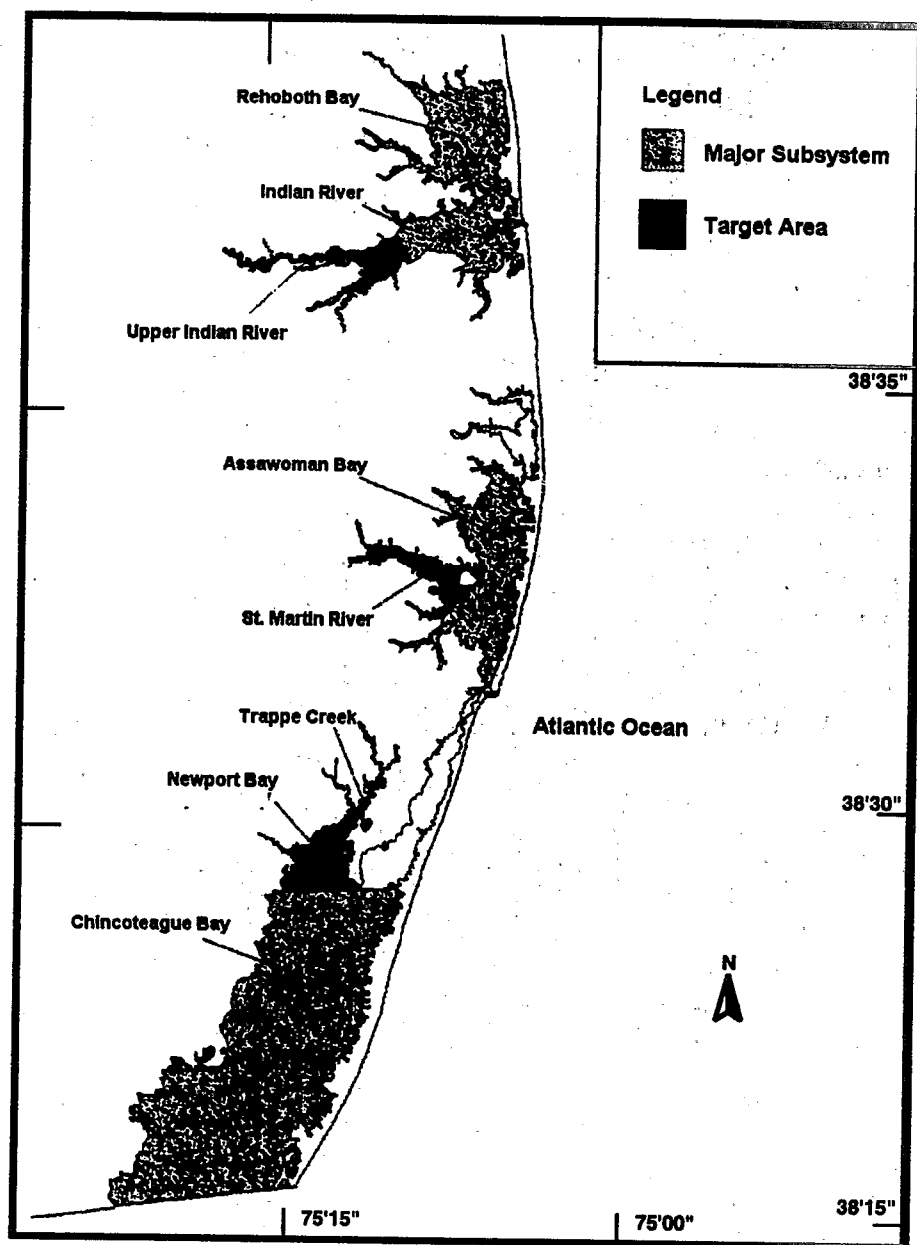 Rehoboth Bay
Indian River
Upper Indian River
Legend
Major Subsystem
Target Area
38'35"
Assawoman Bay
St. Martin River
Trappe Creek
Atlantic Ocean
Newport Bay
38'30"
Chincoteague Bay
N
75'15"
75'00"
38'15"